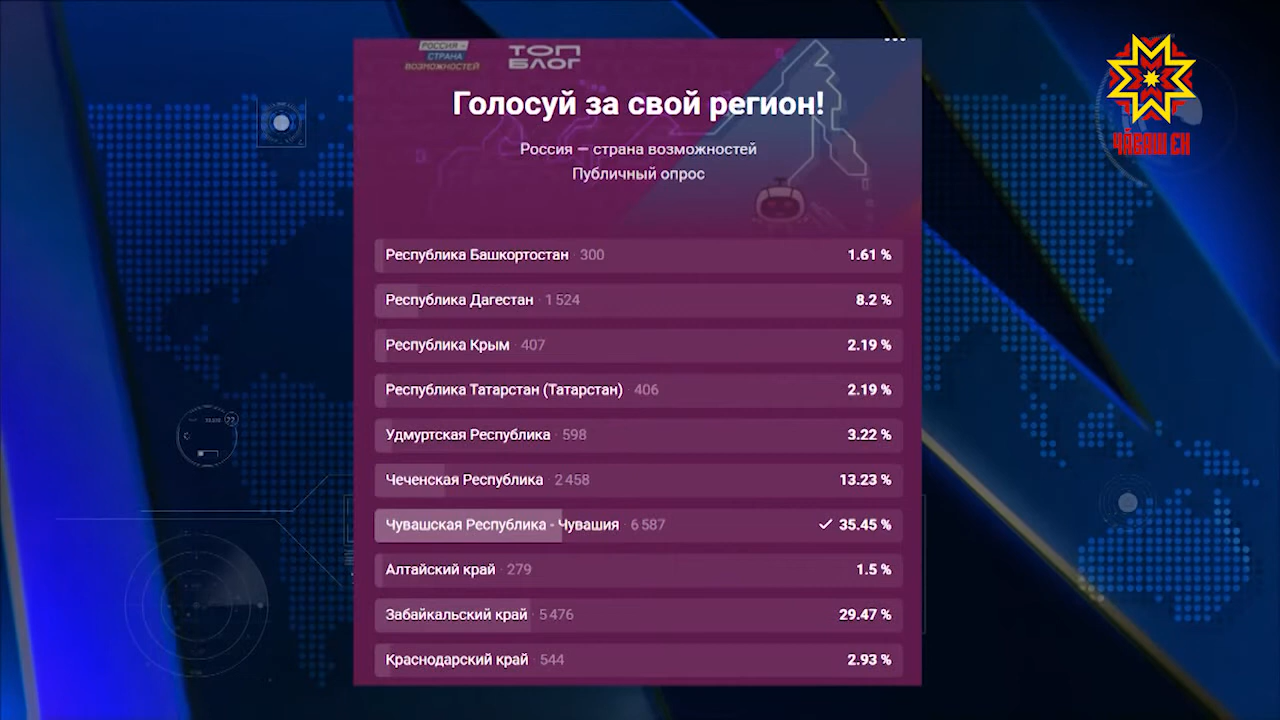 РОССИЯ –
СТРАНА
ВОЗМОЖНОСТЕЙ
ТОП
БЛОГ
Голосуй за свой регион!
Россия — страна возможностей
Публичный опрос
Республика Башкортостан · 300 1.61 %
Республика Дагестан · 1 524 8.2 %
Республика Крым · 407 2.19 %
Республика Татарстан (Татарстан) · 406 2.19 %
Удмуртская Республика · 598 3.22 %
Чеченская Республика · 2 458 13.23 %
Чувашская Республика - Чувашия · 6 587 ✓ 35.45 %
Алтайский край · 279 1.5 %
Забайкальский край · 5 476 29.47 %
Краснодарский край · 544 2.93 %
ЧӐВАШ ЕН